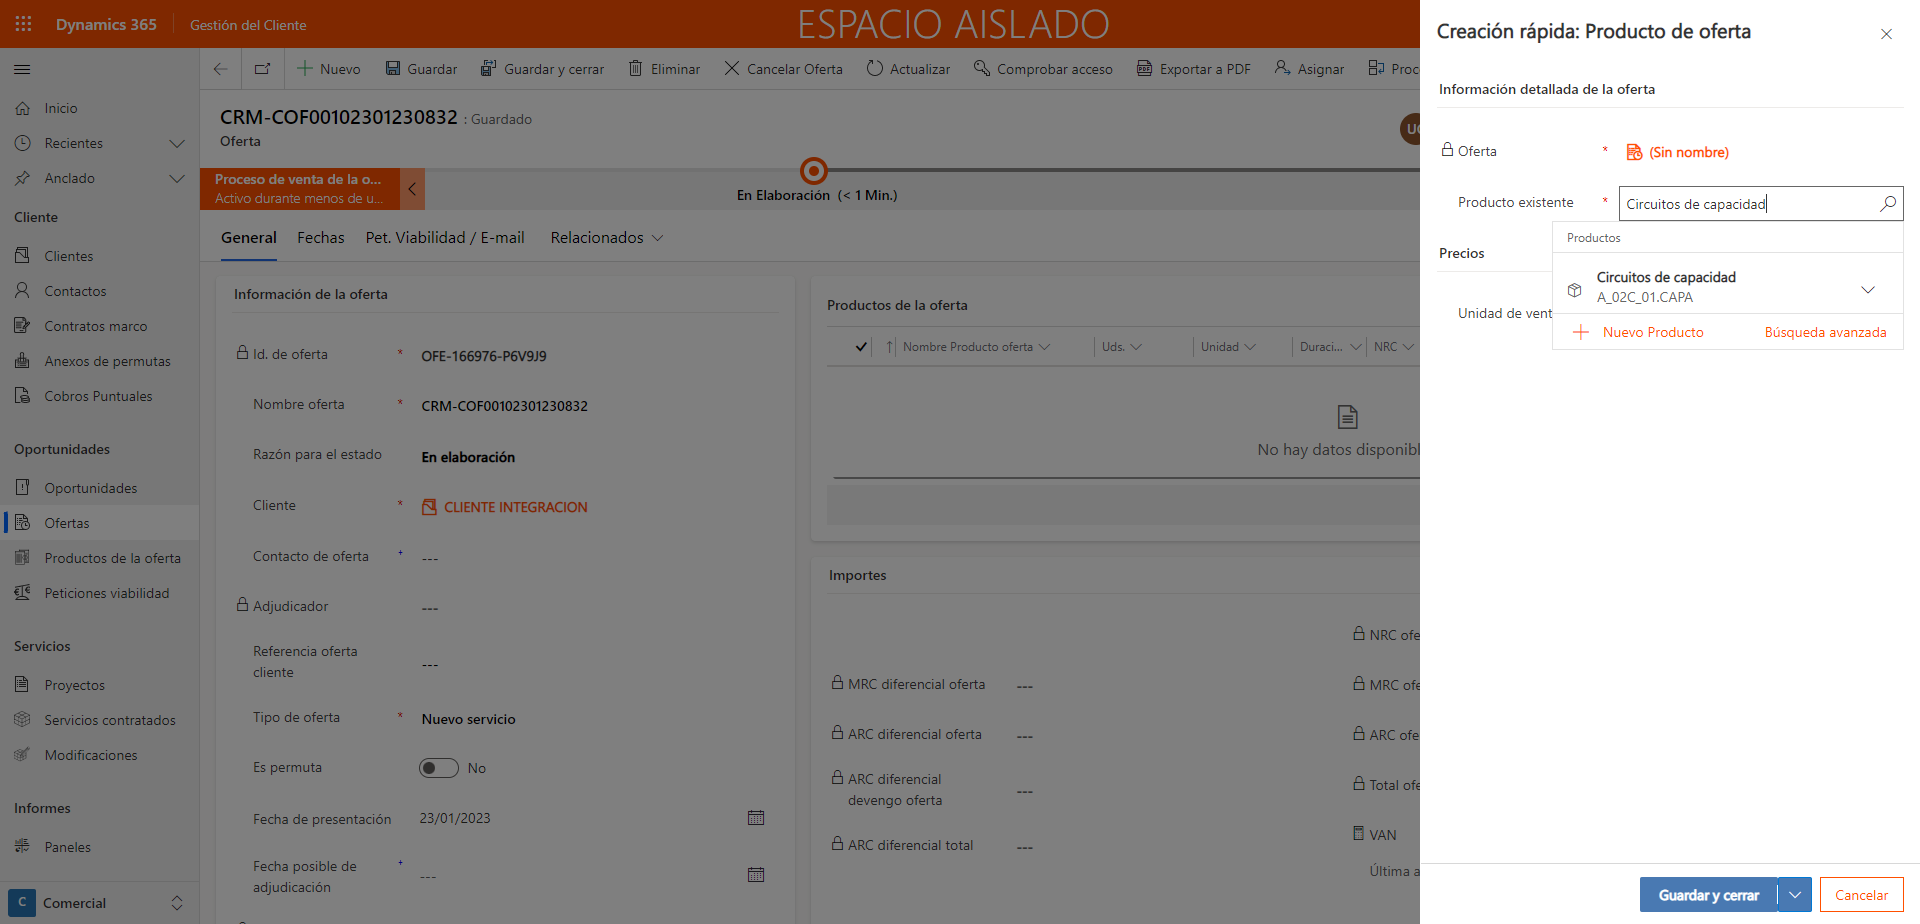 Dynamics 365
Gestión del Cliente
ESPACIO AISLADO
Nuevo
Guardar
Guardar y cerrar
Eliminar
Cancelar Oferta
Actualizar
Comprobar acceso
Exportar a PDF
Asignar
Proc
Inicio
Recientes
Anclado
Cliente
Clientes
Contactos
Contratos marco
Anexos de permutas
Cobros Puntuales
Oportunidades
Oportunidades
Ofertas
Productos de la oferta
Peticiones viabilidad
Servicios
Proyectos
Servicios contratados
Modificaciones
Informes
Paneles
C Comercial
CRM-COF00102301230832 : Guardado
Oferta
UC
Proceso de venta de la o...
Activo durante menos de u...
En Elaboración (< 1 Min.)
General
Fechas
Pet. Viabilidad / E-mail
Relacionados
Información de la oferta
Id. de oferta * OFE-166976-P6V9J9
Nombre oferta * CRM-COF00102301230832
Razón para el estado En elaboración
Cliente * CLIENTE INTEGRACION
Contacto de oferta + ---
Adjudicador ---
Referencia oferta
cliente ---
Tipo de oferta * Nuevo servicio
Es permuta No
Fecha de presentación 23/01/2023
Fecha posible de
adjudicación + ---
Productos de la oferta
Nombre Producto oferta Uds. Unidad Duraci... NRC
No hay datos disponibl
Importes
NRC ofe
MRC diferencial oferta --- MRC ofe
ARC diferencial oferta --- ARC ofe
ARC diferencial
devengo oferta --- Total ofe
ARC diferencial total --- VAN
Última a
Creación rápida: Producto de oferta
Información detallada de la oferta
Oferta * (Sin nombre)
Producto existente * Circuitos de capacidad
Productos
Circuitos de capacidad
A_02C_01.CAPA
Nuevo Producto Búsqueda avanzada
Precios
Unidad de vent
Guardar y cerrar
Cancelar